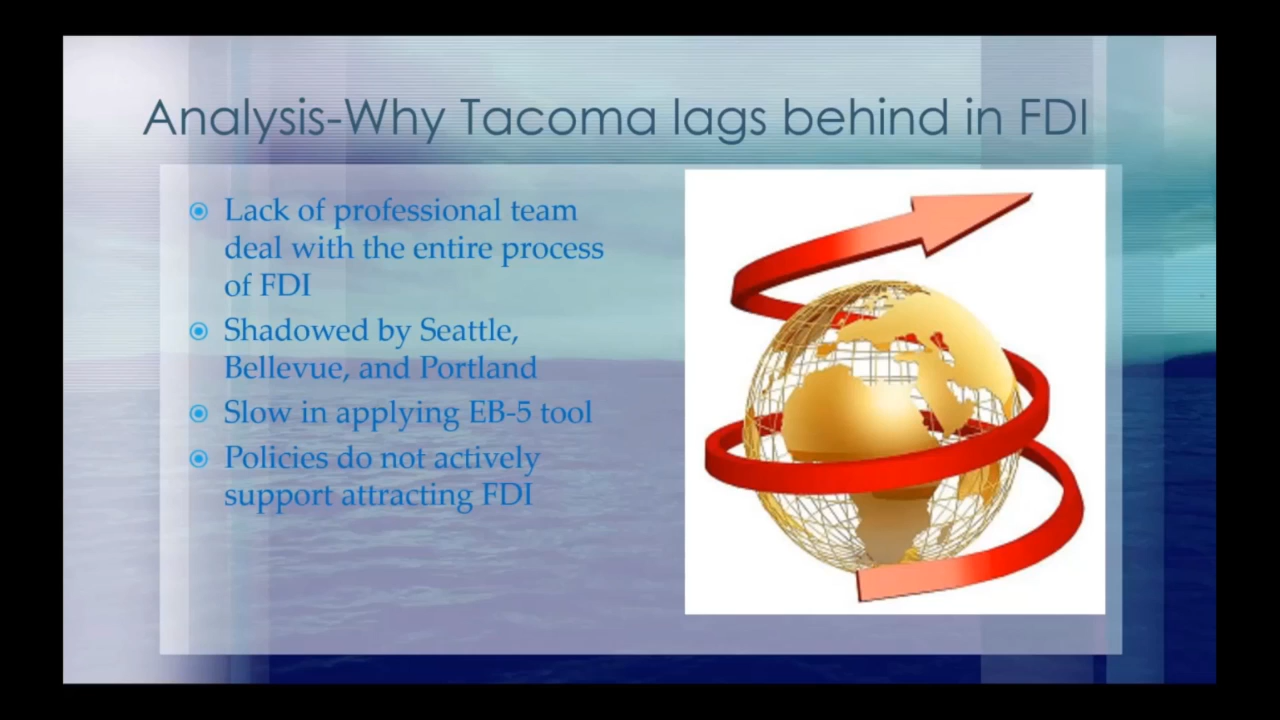 Analysis-Why Tacoma lags behind in FDI
Lack of professional team
deal with the entire process
of FDI
Shadowed by Seattle,
Bellevue, and Portland
Slow in applying EB-5 tool
Policies do not actively
support attracting FDI